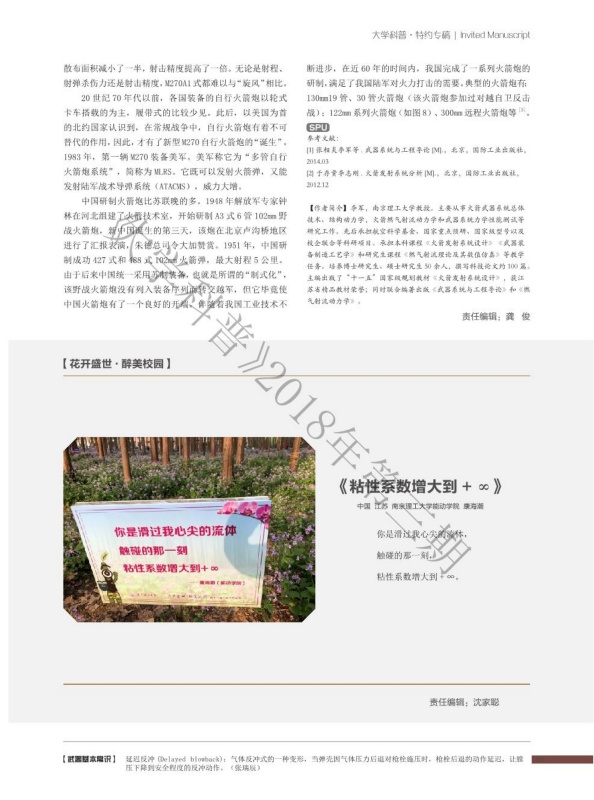 大学科普·特约专稿 | Invited Manuscript
散布面积减小了一半，射击精度提高了一倍。无论是射程、
射弹杀伤力还是射击精度，M270A1式都难以与“旋风”相比。
20世纪70年代以前，各国装备的自行火箭炮以轮式
卡车搭载的为主，履带式的比较少见。此后，以美国为首
的北约国家认识到，在常规战争中，自行火箭炮有着不可
替代的作用，因此，才有了新型M270自行火箭炮的“诞生”。
1983年，第一辆M270装备美军。美军称它为“多管自行
火箭炮系统”，简称为MLRS。它既可以发射火箭弹，又能
发射陆军战术导弹系统（ATACMS），威力大增。
中国研制火箭炮比苏联晚的多。1948年解放军专家钟
林在河北组建了火箭技术室，开始研制A3式6管102mm野
战火箭炮。新中国诞生的第三天，该炮在北京卢沟桥地区
进行了汇报表演，朱德总司令大加赞赏。1951年，中国研
制成功427式和488式102mm火箭弹，最大射程5公里。
由于后来中国统一采用苏制装备，也就是所谓的“制式化”，
该野战火箭炮没有列入装备序列而转交越军，但它毕竟使
中国火箭炮有了一个良好的开端。伴随着我国工业技术不
断进步，在近60年的时间内，我国完成了一系列火箭炮的
研制，满足了我国陆军对火力打击的需要。典型的火箭炮有：
130mm19管、30管火箭炮（该火箭炮参加过对越自卫反击
战）；122mm系列火箭炮（如图8）、300mm远程火箭炮等[3]。
SPU
参考文献：
[1] 张相炎李军等．武器系统与工程导论[M].，北京，国防工业出版社，
2014.03
[2] 于存贵李志刚．火箭发射系统分析[M].，北京，国防工业出版社，
2012.12
【作者简介】李军，南京理工大学教授。主要从事火箭武器系统总体
技术、结构动力学，火箭燃气射流动力学和武器系统力学性能测试等
研究工作。先后承担航空科学基金，国家重点预研、国家级型号以及
校企联合等科研项目。承担本科课程《火箭发射系统设计》《武器装
备制造工艺学》和研究生课程《燃气射流理论及其数值仿真》等教学
任务。培养博士研究生、硕士研究生50余人，撰写科技论文约100篇。
主编出版了“十一五”国家级规划教材《火箭发射系统设计》，获江
苏省精品教材荣誉；同时联合编著出版《武器系统与工程导论》和《燃
气射流动力学》。
责任编辑：龚 俊
【 花开盛世·醉美校园 】
你是滑过我心尖的流体
触碰的那一刻
粘性系数增大到+∞
《粘性系数增大到 + ∞ 》
中国 江苏 南京理工大学能动学院 康海潮
你是滑过我心尖的流体，
触碰的那一刻，
粘性系数增大到＋∞。
《大学科普》2018年第三期
责任编辑：沈家聪
【 武器基本常识 】 延迟反冲（Delayed blowback）：气体反冲式的一种变形，当弹壳因气体压力后退对枪栓施压时，枪栓后退的动作延迟，让膛
压下降到安全程度的反冲动作。（张瑞辰）